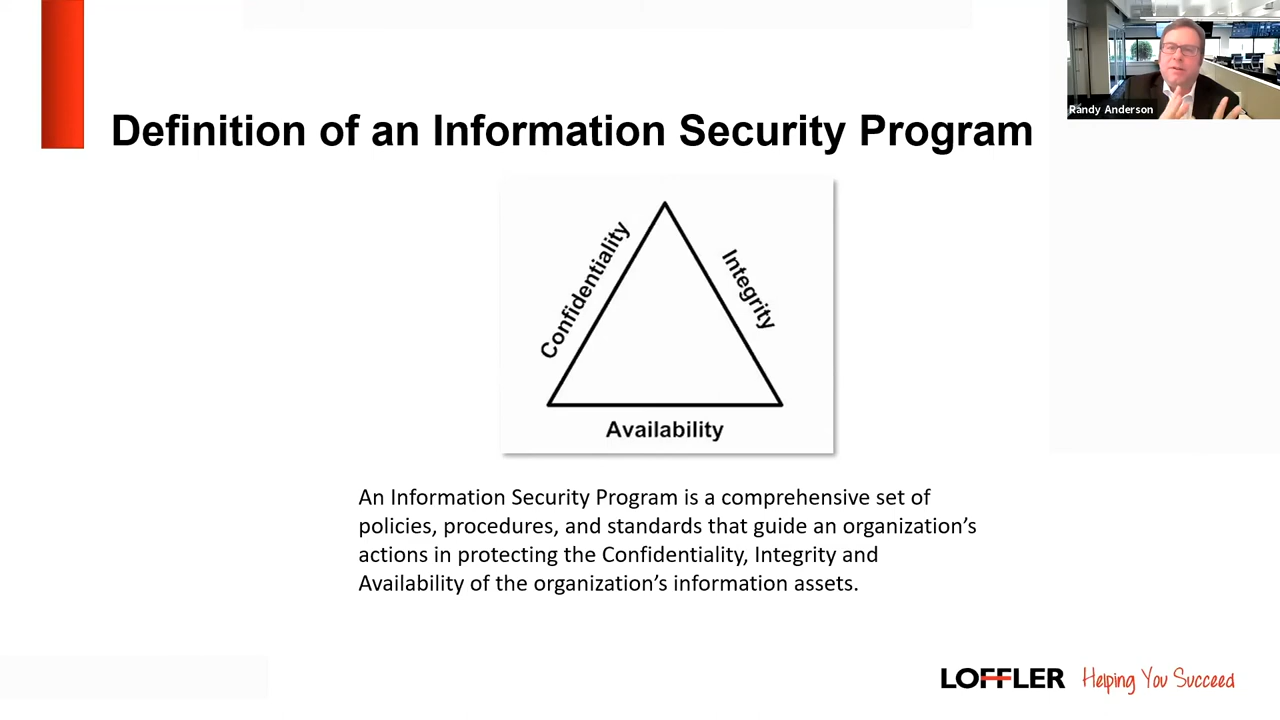 Randy Anderson
Definition of an Information Security Program
Confidentiality
Integrity
Availability
An Information Security Program is a comprehensive set of
policies, procedures, and standards that guide an organization’s
actions in protecting the Confidentiality, Integrity and
Availability of the organization’s information assets.
LOFFLER Helping You Succeed